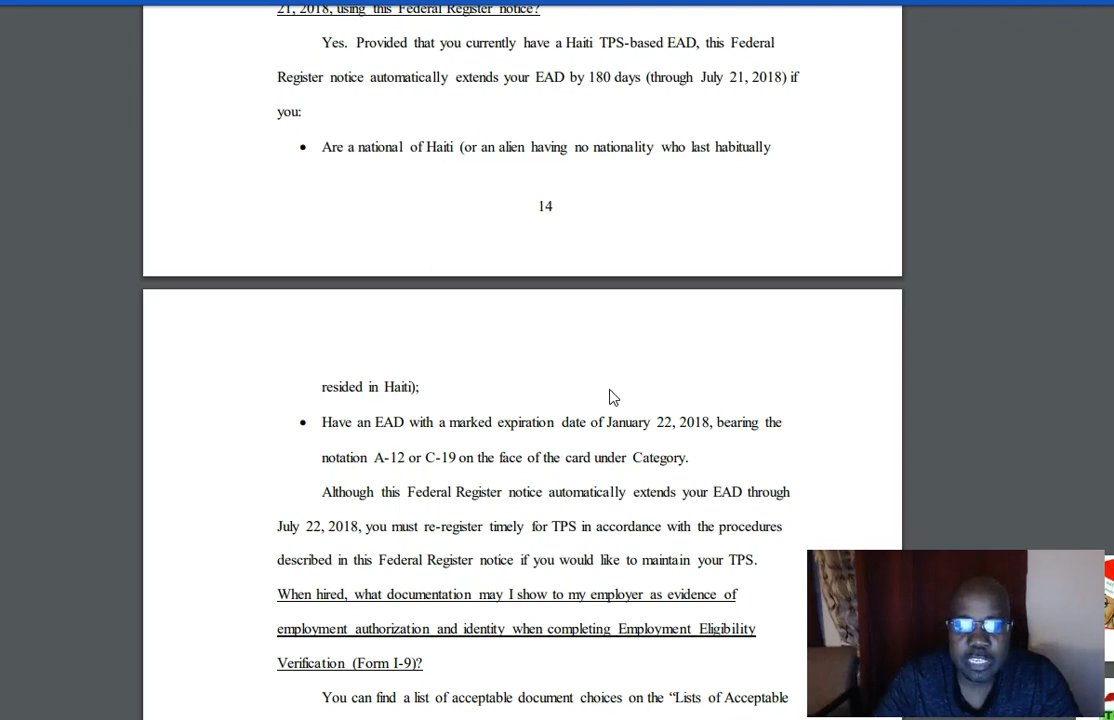 21, 2018, using this Federal Register notice?
Yes. Provided that you currently have a Haiti TPS-based EAD, this Federal
Register notice automatically extends your EAD by 180 days (through July 21, 2018) if
you:
• Are a national of Haiti (or an alien having no nationality who last habitually
14
resided in Haiti);
• Have an EAD with a marked expiration date of January 22, 2018, bearing the
notation A-12 or C-19 on the face of the card under Category.
Although this Federal Register notice automatically extends your EAD through
July 22, 2018, you must re-register timely for TPS in accordance with the procedures
described in this Federal Register notice if you would like to maintain your TPS.
When hired, what documentation may I show to my employer as evidence of
employment authorization and identity when completing Employment Eligibility
Verification (Form I-9)?
You can find a list of acceptable document choices on the “Lists of Acceptable